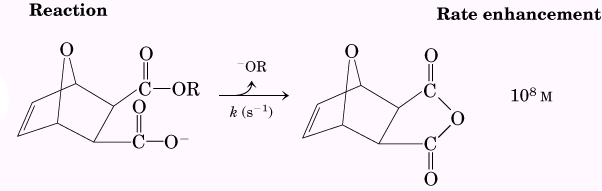 Reaction
Rate enhancement
O
O
C—OR
O
C—O⁻
⁻OR
k (s⁻¹)
O
O
C
O
C
O
10⁸ M